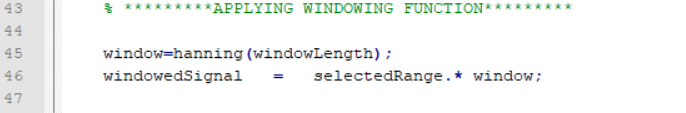 43 % *********APPLYING WINDOWING FUNCTION*********
44
45 window=hanning(windowLength);
46 windowedSignal = selectedRange.* window;
47